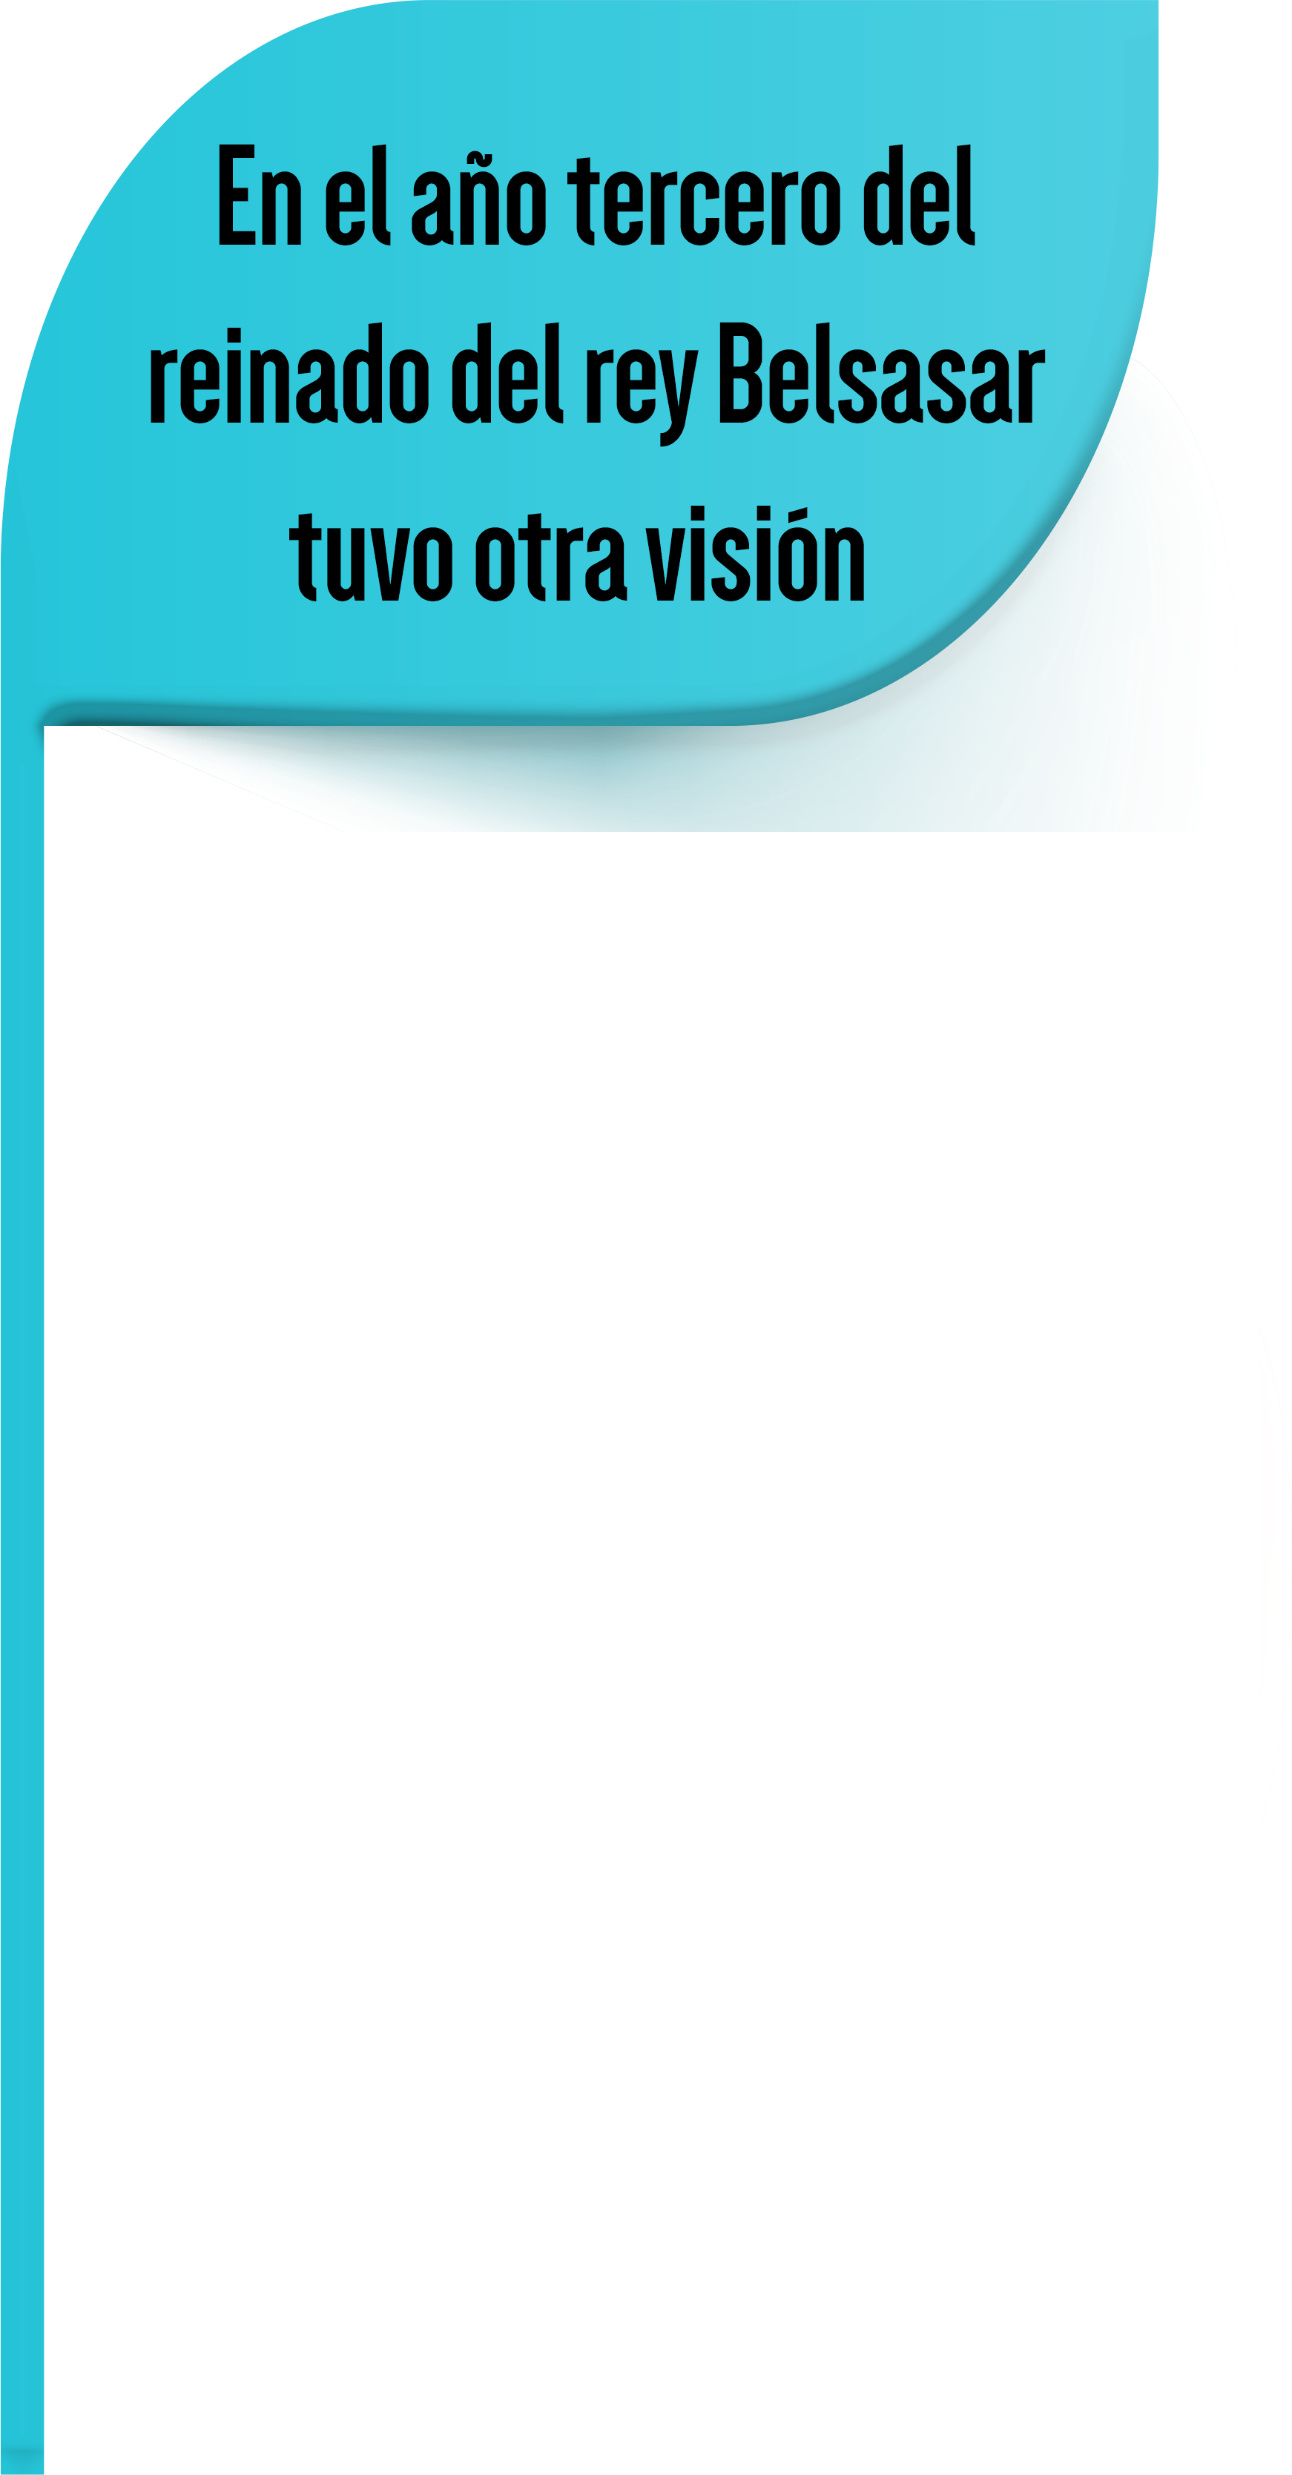 En el año tercero del
reinado del rey Belsasar
tuvo otra visión